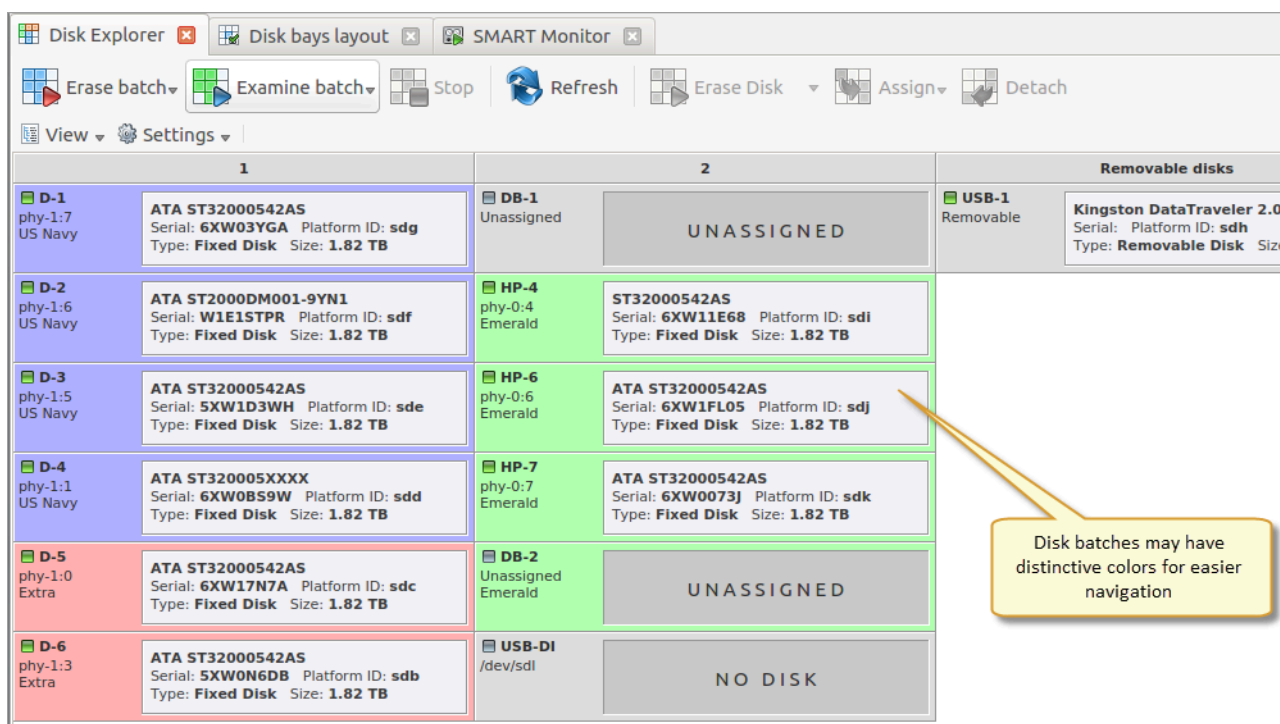 Disk Explorer
Disk bays layout
SMART Monitor
Erase batch
Examine batch
Stop
Refresh
Erase Disk
Assign
Detach
View
Settings
1
2
Removable disks
D-1
phy-1:7
US Navy
ATA ST32000542AS
Serial: 6XW03YGA Platform ID: sdg
Type: Fixed Disk Size: 1.82 TB
DB-1
Unassigned
UNASSIGNED
USB-1
Removable
Kingston DataTraveler 2.0
Serial: Platform ID: sdh
Type: Removable Disk Size
D-2
phy-1:6
US Navy
ATA ST2000DM001-9YN1
Serial: W1E1STPR Platform ID: sdf
Type: Fixed Disk Size: 1.82 TB
HP-4
phy-0:4
Emerald
ST32000542AS
Serial: 6XW11E68 Platform ID: sdi
Type: Fixed Disk Size: 1.82 TB
D-3
phy-1:5
US Navy
ATA ST32000542AS
Serial: 5XW1D3WH Platform ID: sde
Type: Fixed Disk Size: 1.82 TB
HP-6
phy-0:6
Emerald
ATA ST32000542AS
Serial: 6XW1FL05 Platform ID: sdj
Type: Fixed Disk Size: 1.82 TB
D-4
phy-1:1
US Navy
ATA ST320005XXXX
Serial: 6XW0BS9W Platform ID: sdd
Type: Fixed Disk Size: 1.82 TB
HP-7
phy-0:7
Emerald
ATA ST32000542AS
Serial: 6XW0073J Platform ID: sdk
Type: Fixed Disk Size: 1.82 TB
Disk batches may have
distinctive colors for easier
navigation
D-5
phy-1:0
Extra
ATA ST32000542AS
Serial: 6XW17N7A Platform ID: sdc
Type: Fixed Disk Size: 1.82 TB
DB-2
Unassigned
Emerald
UNASSIGNED
D-6
phy-1:3
Extra
ATA ST32000542AS
Serial: 5XW0N6DB Platform ID: sdb
Type: Fixed Disk Size: 1.82 TB
USB-DI
/dev/sdl
NO DISK